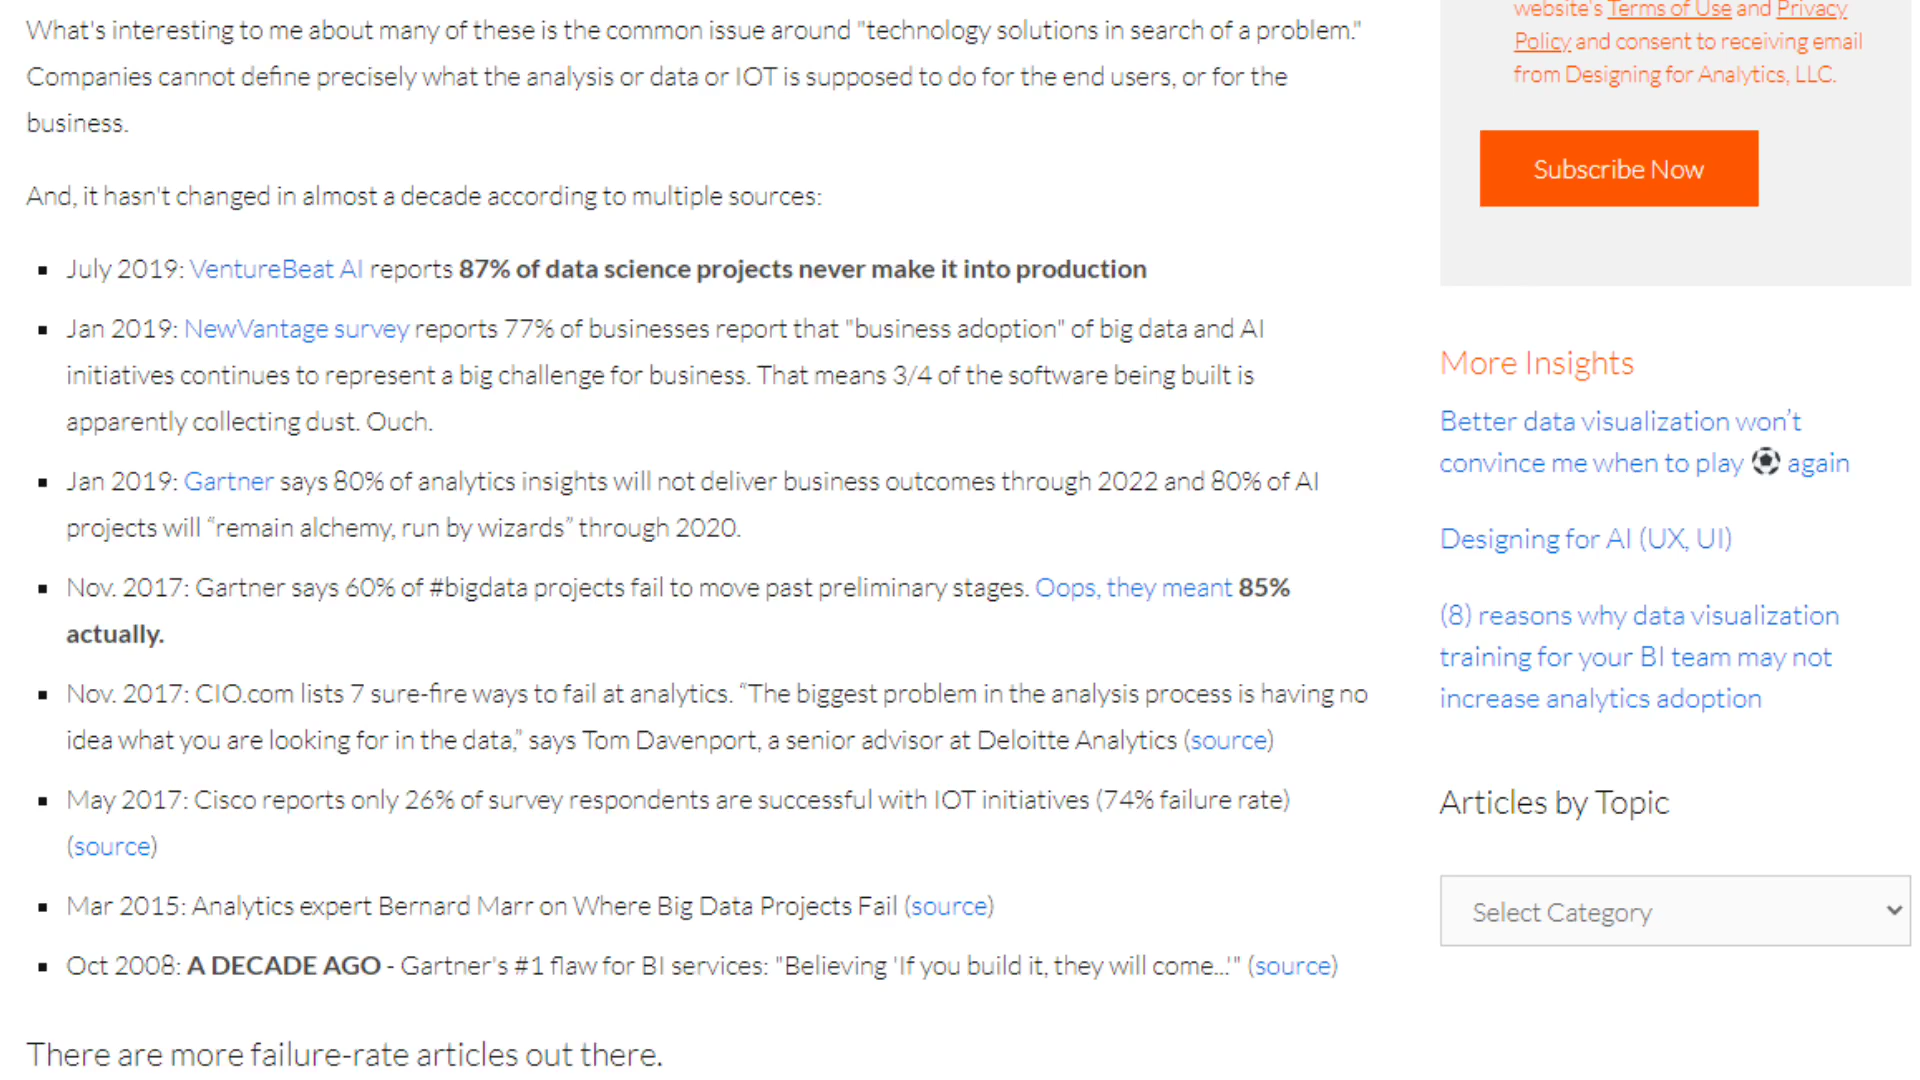 What's interesting to me about many of these is the common issue around "technology solutions in search of a problem."
Companies cannot define precisely what the analysis or data or IOT is supposed to do for the end users, or for the
business.
And, it hasn't changed in almost a decade according to multiple sources:
July 2019: VentureBeat AI reports 87% of data science projects never make it into production
Jan 2019: NewVantage survey reports 77% of businesses report that "business adoption" of big data and AI
initiatives continues to represent a big challenge for business. That means 3/4 of the software being built is
apparently collecting dust. Ouch.
Jan 2019: Gartner says 80% of analytics insights will not deliver business outcomes through 2022 and 80% of AI
projects will “remain alchemy, run by wizards” through 2020.
Nov. 2017: Gartner says 60% of #bigdata projects fail to move past preliminary stages. Oops, they meant 85%
actually.
Nov. 2017: CIO.com lists 7 sure-fire ways to fail at analytics. “The biggest problem in the analysis process is having no
idea what you are looking for in the data,” says Tom Davenport, a senior advisor at Deloitte Analytics (source)
May 2017: Cisco reports only 26% of survey respondents are successful with IOT initiatives (74% failure rate)
(source)
Mar 2015: Analytics expert Bernard Marr on Where Big Data Projects Fail (source)
Oct 2008: A DECADE AGO - Gartner's #1 flaw for BI services: "Believing 'If you build it, they will come...'" (source)
There are more failure-rate articles out there.
website's Terms of Use and Privacy
Policy and consent to receiving email
from Designing for Analytics, LLC.
Subscribe Now
More Insights
Better data visualization won’t
convince me when to play ⚽ again
Designing for AI (UX, UI)
(8) reasons why data visualization
training for your BI team may not
increase analytics adoption
Articles by Topic
Select Category